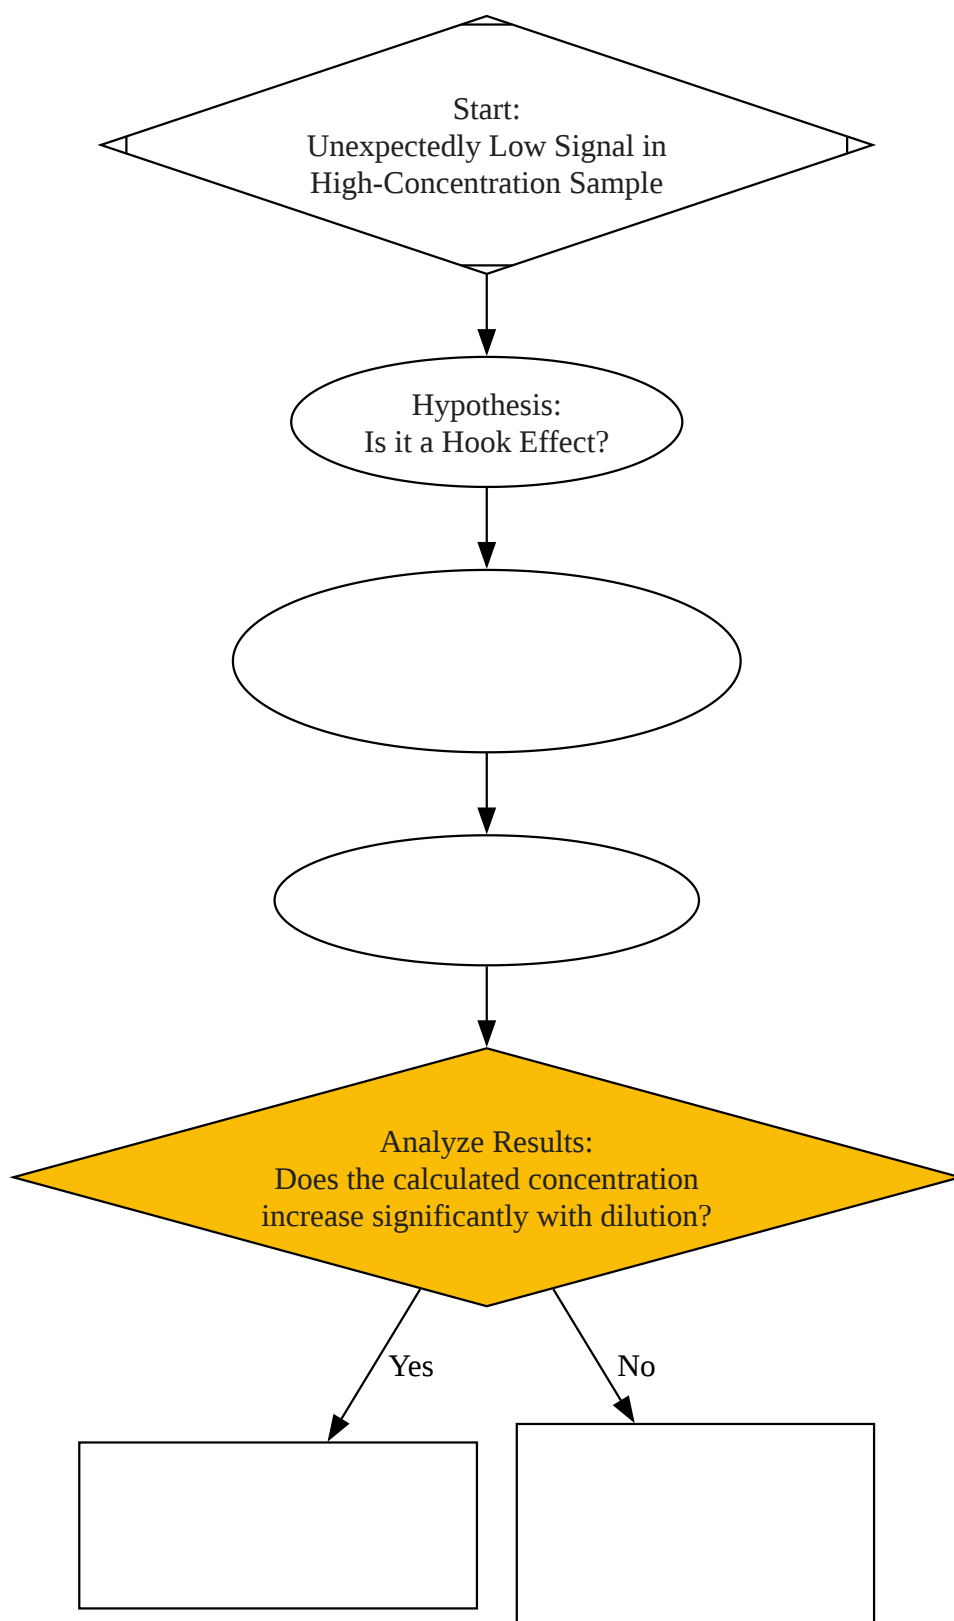 Start:
Unexpectedly Low Signal in
High-Concentration Sample
Hypothesis:
Is it a Hook Effect?
Analyze Results:
Does the calculated concentration
increase significantly with dilution?
Yes
No